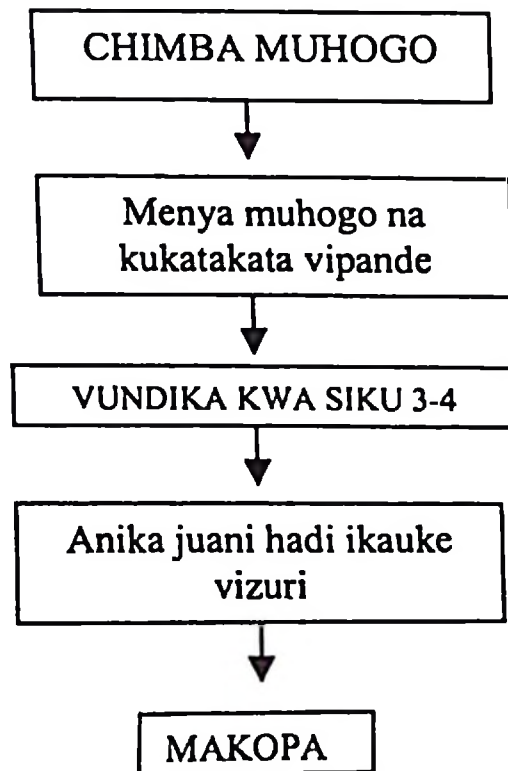 CHIMBA MUHOGO
Menya muhogo na
kukatakata vipande
VUNDIKA KWA SIKU 3-4
Anika juani hadi ikauke
vizuri
MAKOPA